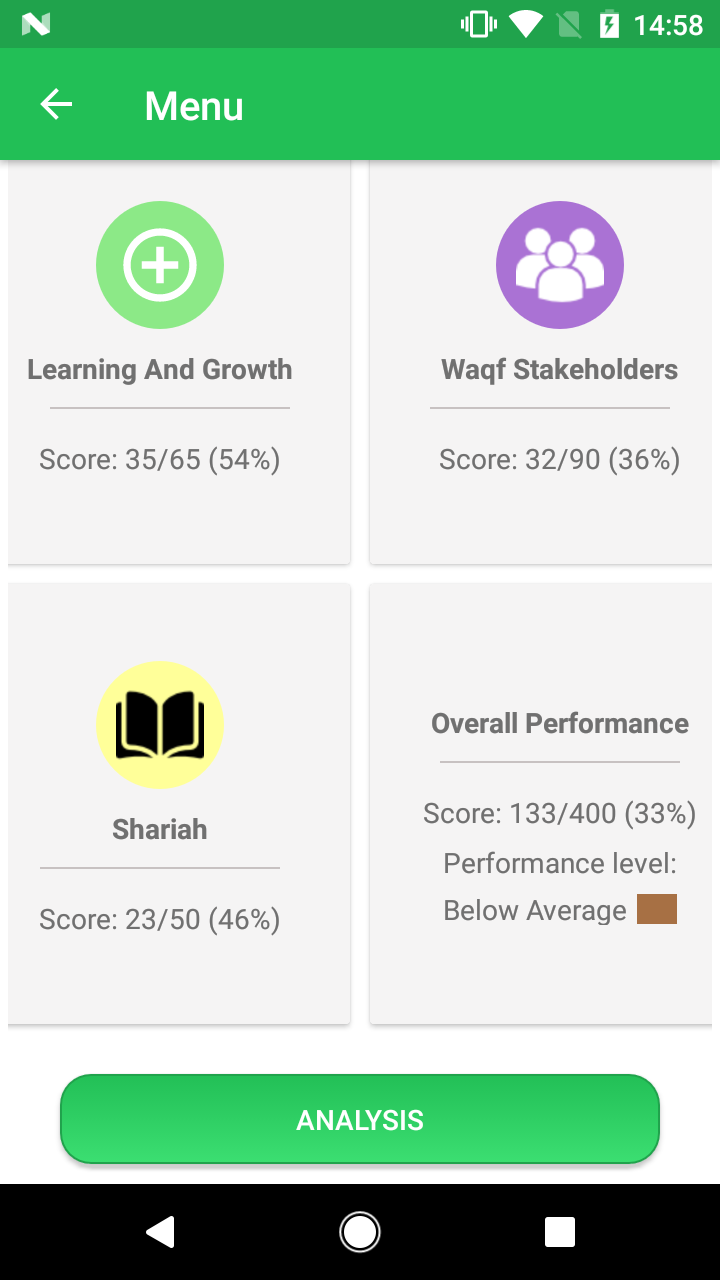 14:58
Menu
Learning And Growth
Score: 35/65 (54%)
Waqf Stakeholders
Score: 32/90 (36%)
Shariah
Score: 23/50 (46%)
Overall Performance
Score: 133/400 (33%)
Performance level:
Below Average
ANALYSIS